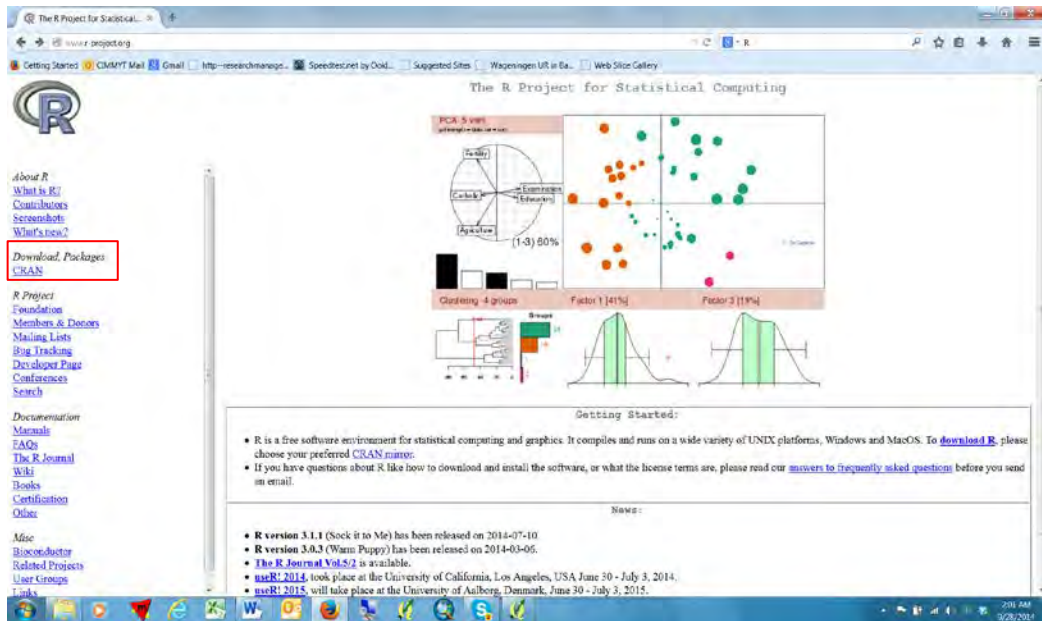 The R Project for Statistical...
www.r-project.org
R
Getting Started CIMMYT Mail Gmail http--researchmanage... Speedtest.net by Ookl... Suggested Sites Wageningen UR in Ba... Web Slice Gallery
The R Project for Statistical Computing
PCA 5 vars
Fertility
Catholic
Examination
Education
Agriculture
(1-3) 60%
Clustering 4 groups
Factor 1 [41%]
Factor 3 [19%]
Groups
R
About R
What is R?
Contributors
Screenshots
What's new?
Download, Packages
CRAN
R Project
Foundation
Members & Donors
Mailing Lists
Bug Tracking
Developer Page
Conferences
Search
Documentation
Manuals
FAQs
The R Journal
Wiki
Books
Certification
Other
Misc
Bioconductor
Related Projects
User Groups
Links
Getting Started:
• R is a free software environment for statistical computing and graphics. It compiles and runs on a wide variety of UNIX platforms, Windows and MacOS. To download R, please
choose your preferred CRAN mirror.
• If you have questions about R like how to download and install the software, or what the license terms are, please read our answers to frequently asked questions before you send
an email.
News:
• R version 3.1.1 (Sock it to Me) has been released on 2014-07-10.
• R version 3.0.3 (Warm Puppy) has been released on 2014-03-06.
• The R Journal Vol.5/2 is available.
• useR! 2014, took place at the University of California, Los Angeles, USA June 30 - July 3, 2014.
• useR! 2015, will take place at the University of Aalborg, Denmark, June 30 - July 3, 2015.
2:01 AM
9/28/2014